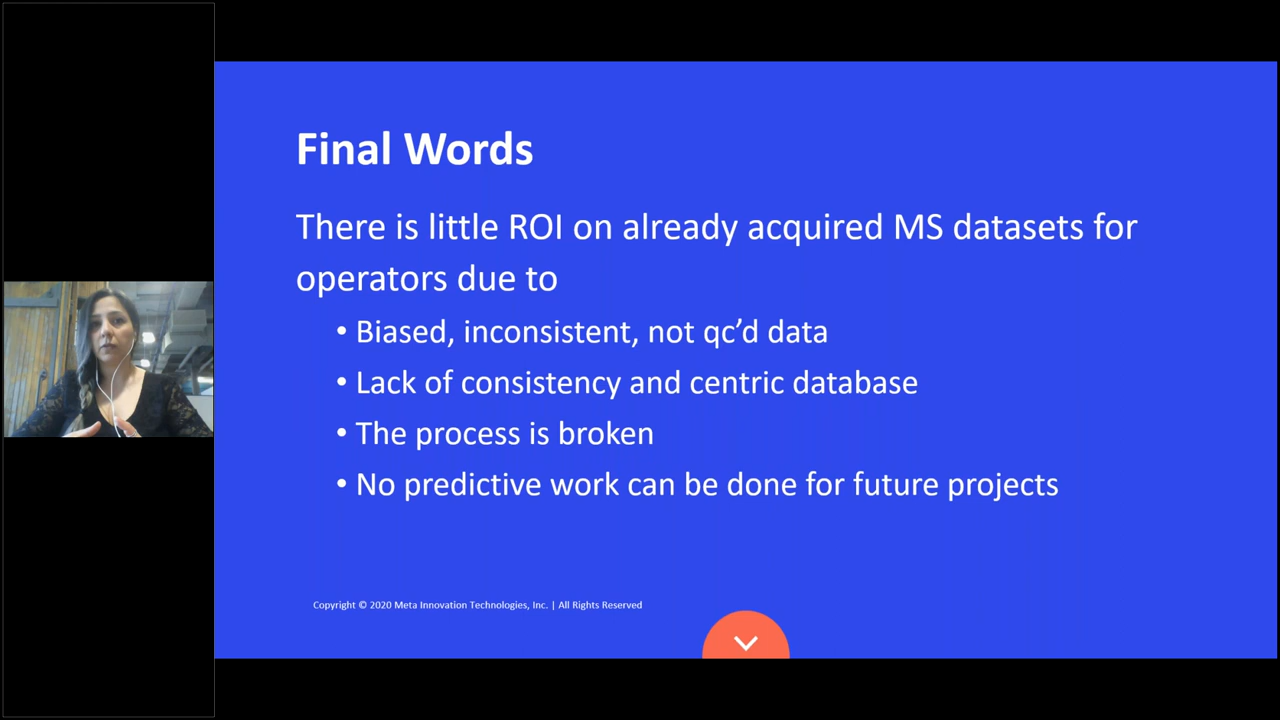 Final Words
There is little ROI on already acquired MS datasets for
operators due to
• Biased, inconsistent, not qc’d data
• Lack of consistency and centric database
• The process is broken
• No predictive work can be done for future projects
Copyright © 2020 Meta Innovation Technologies, Inc. | All Rights Reserved